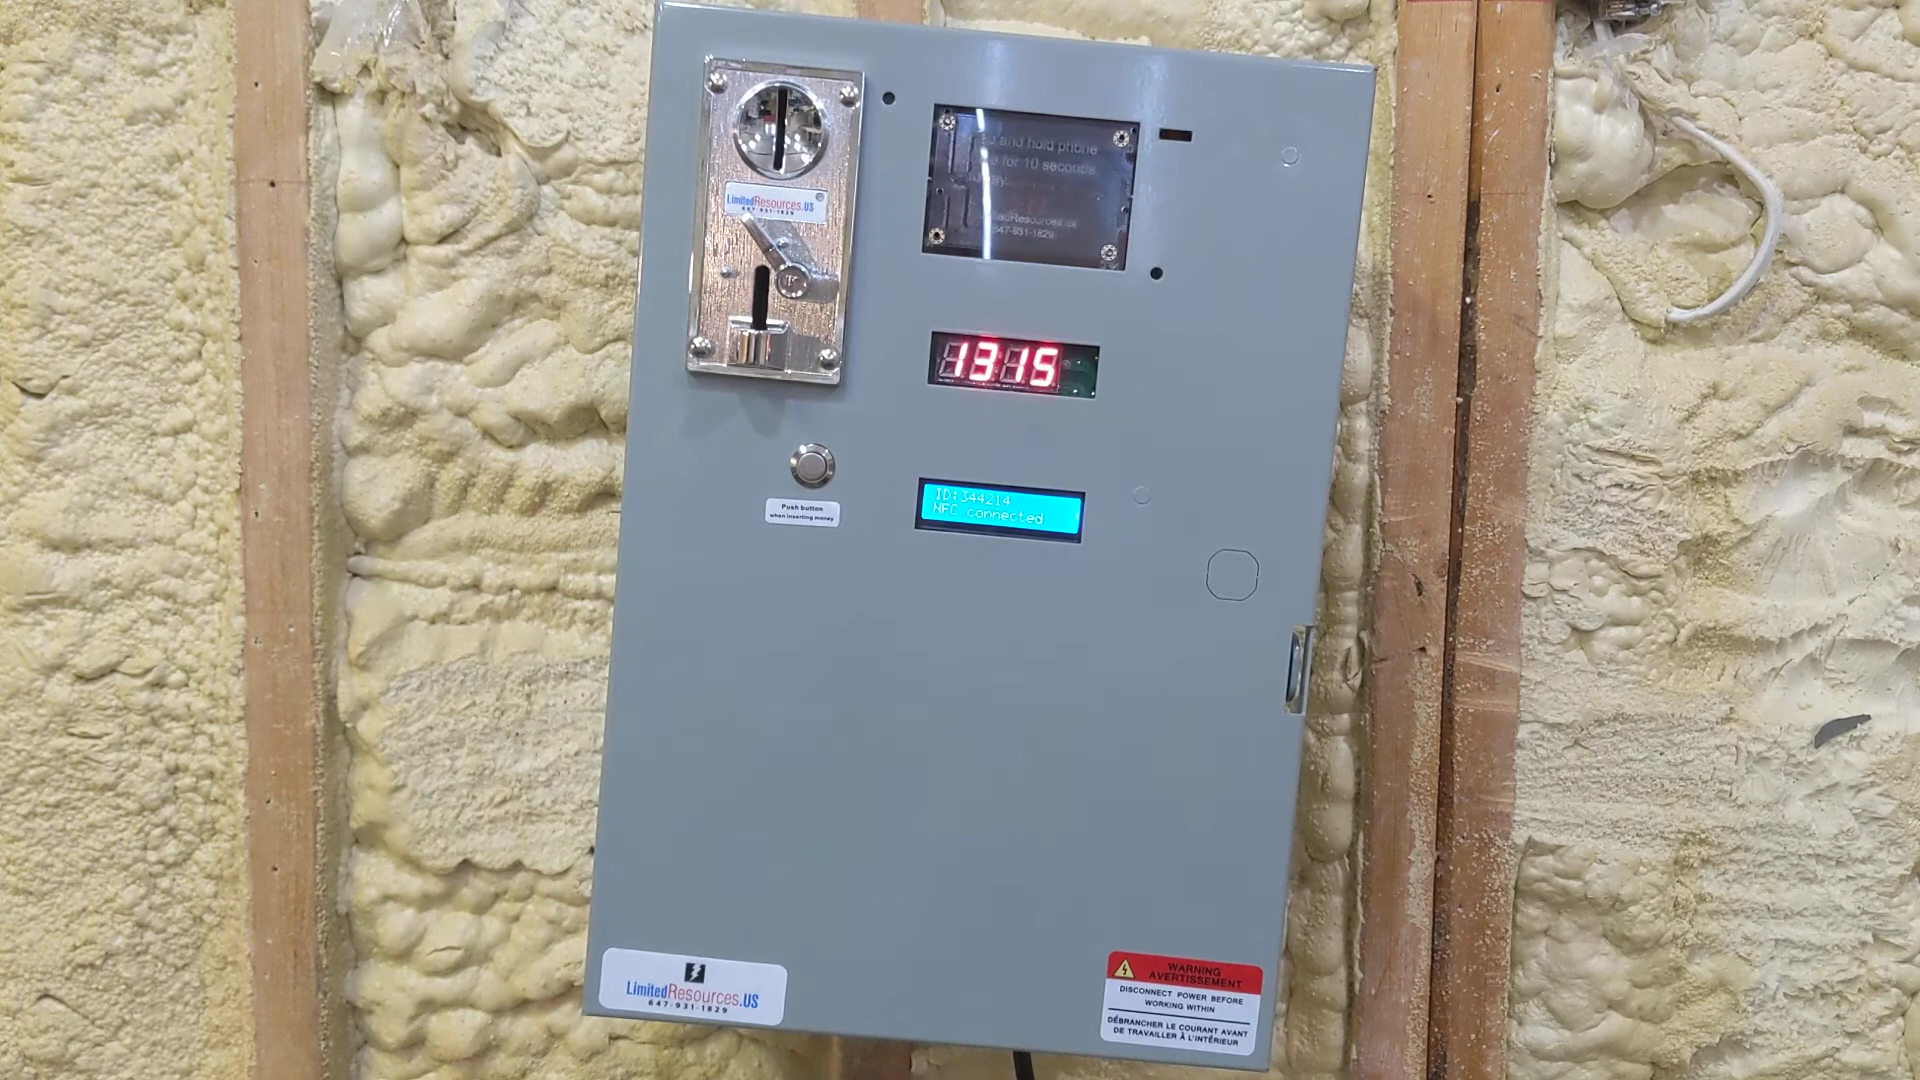 LimitedResources.US
647-931-1829
and hold phone
for 10 seconds
Resources.us
647-931-1829
1315
Push button
when inserting money
ID:344214
NFC connected
LimitedResources.US
647-931-1829
WARNING
AVERTISSEMENT
DISCONNECT POWER BEFORE
WORKING WITHIN
DÉBRANCHER LE COURANT AVANT
DE TRAVAILLER À L'INTÉRIEUR